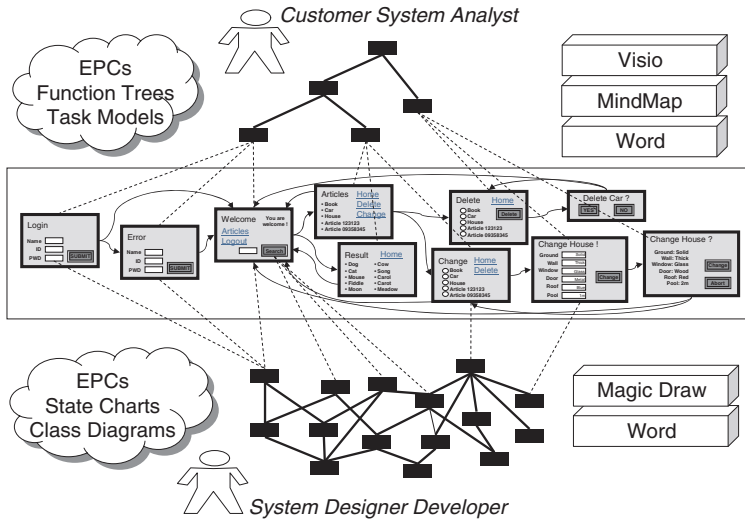 Customer System Analyst
EPCs
Function Trees
Task Models
Visio
MindMap
Word
Login
Name
ID
PWD
SUBMIT
Error
Name
ID
PWD
SUBMIT
Welcome
You are
welcome !
Articles
Logout
Search
Articles
Home
Delete
Change
• Book
• Car
• House
• Article 123123
• Article 09358345
Result
Home
• Dog
• Cat
• Mouse
• Fiddle
• Moon
• Cow
• Song
• Carot
• Carot
• Meadow
Delete
Home
Book
Car
House
Article 123123
Article 09358345
Delete
Change
Home
Delete
Book
Car
House
Article 123123
Article 09358345
Delete Car ?
YES
NO
Change House !
Ground
Wall
Window
Door
Roof
Pool
Change
Change House ?
Ground: Solid
Wall: Thick
Window: Glass
Door: Wood
Roof: Red
Pool: 2m
Change
Abort
EPCs
State Charts
Class Diagrams
Magic Draw
Word
System Designer Developer